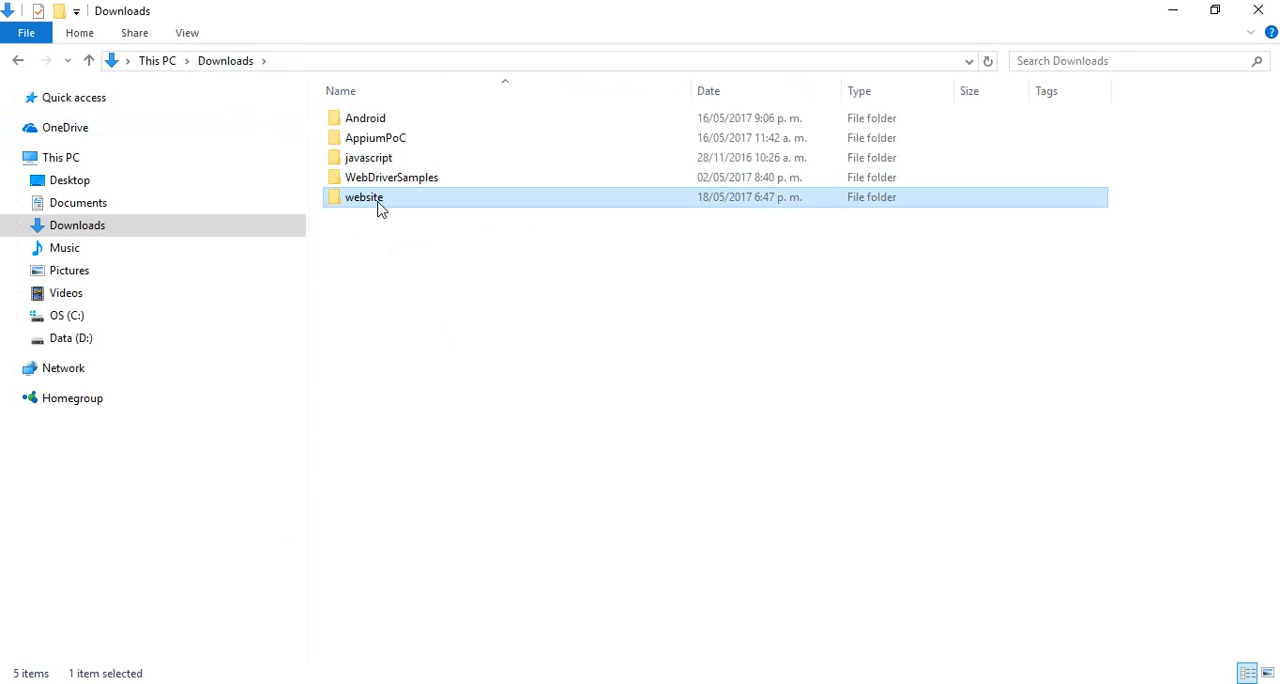 Downloads
File Home Share View
This PC Downloads Search Downloads
Name Date Type Size Tags
Quick access
OneDrive
This PC
Desktop
Documents
Downloads
Music
Pictures
Videos
OS (C:)
Data (D:)
Network
Homegroup
Android 16/05/2017 9:06 p. m. File folder
AppiumPoC 16/05/2017 11:42 a. m. File folder
javascript 28/11/2016 10:26 a. m. File folder
WebDriverSamples 02/05/2017 8:40 p. m. File folder
website 18/05/2017 6:47 p. m. File folder
5 items 1 item selected